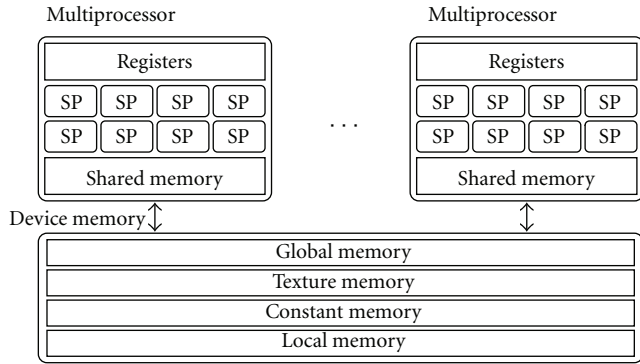 Multiprocessor Multiprocessor
Registers Registers
SP SP SP SP SP SP SP SP
SP SP SP SP SP SP SP SP
. . .
Shared memory Shared memory
Device memory
Global memory
Texture memory
Constant memory
Local memory